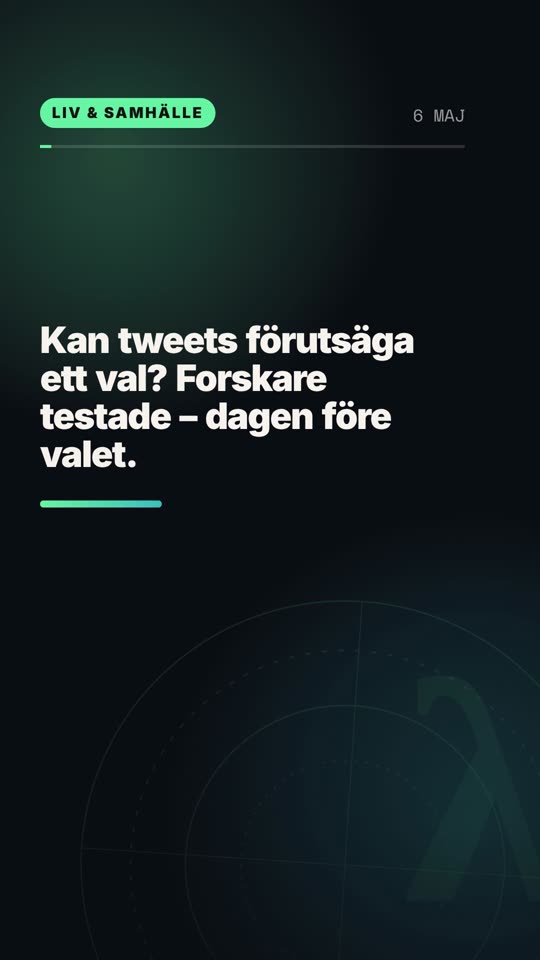 LIV & SAMHÄLLE
6 MAJ
Kan tweets förutsäga
ett val? Forskare
testade – dagen före
valet.
λ